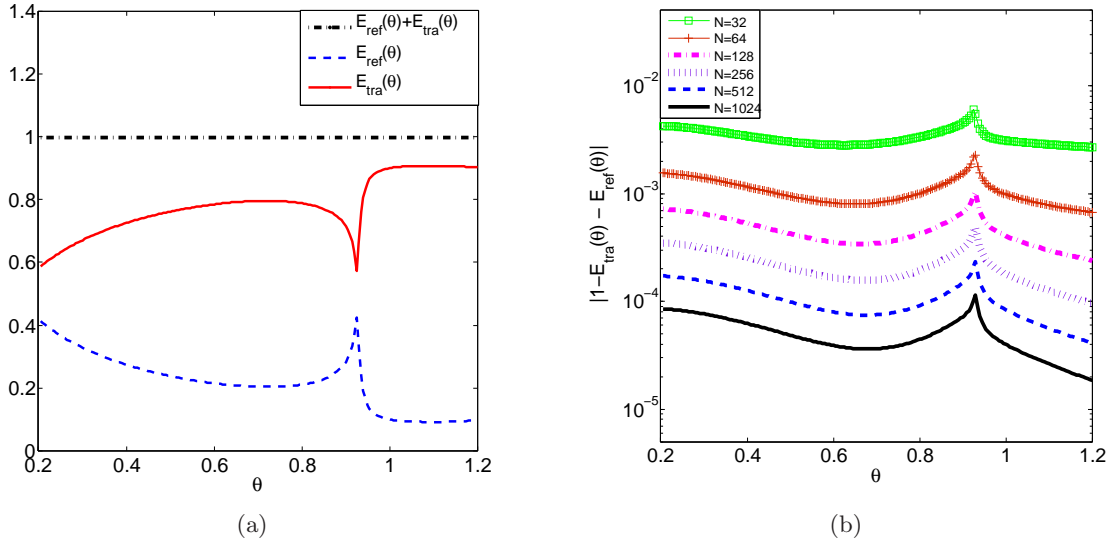 1.4
1.2
1
0.8
0.6
0.4
0.2
0
0.2 0.4 0.6 0.8 1 1.2
θ
E_ref(θ)+E_tra(θ)
E_ref(θ)
E_tra(θ)
(a)
N=32
N=64
N=128
N=256
N=512
N=1024
10^−2
10^−3
10^−4
10^−5
|1−E_tra(θ) − E_ref(θ)|
0.2 0.4 0.6 0.8 1 1.2
θ
(b)